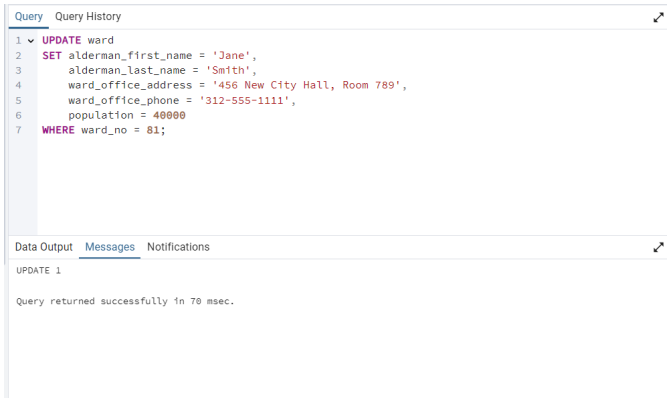 Query Query History
1 UPDATE ward
2 SET alderman_first_name = 'Jane',
3 alderman_last_name = 'Smith',
4 ward_office_address = '456 New City Hall, Room 789',
5 ward_office_phone = '312-555-1111',
6 population = 40000
7 WHERE ward_no = 81;
Data Output Messages Notifications
UPDATE 1
Query returned successfully in 70 msec.